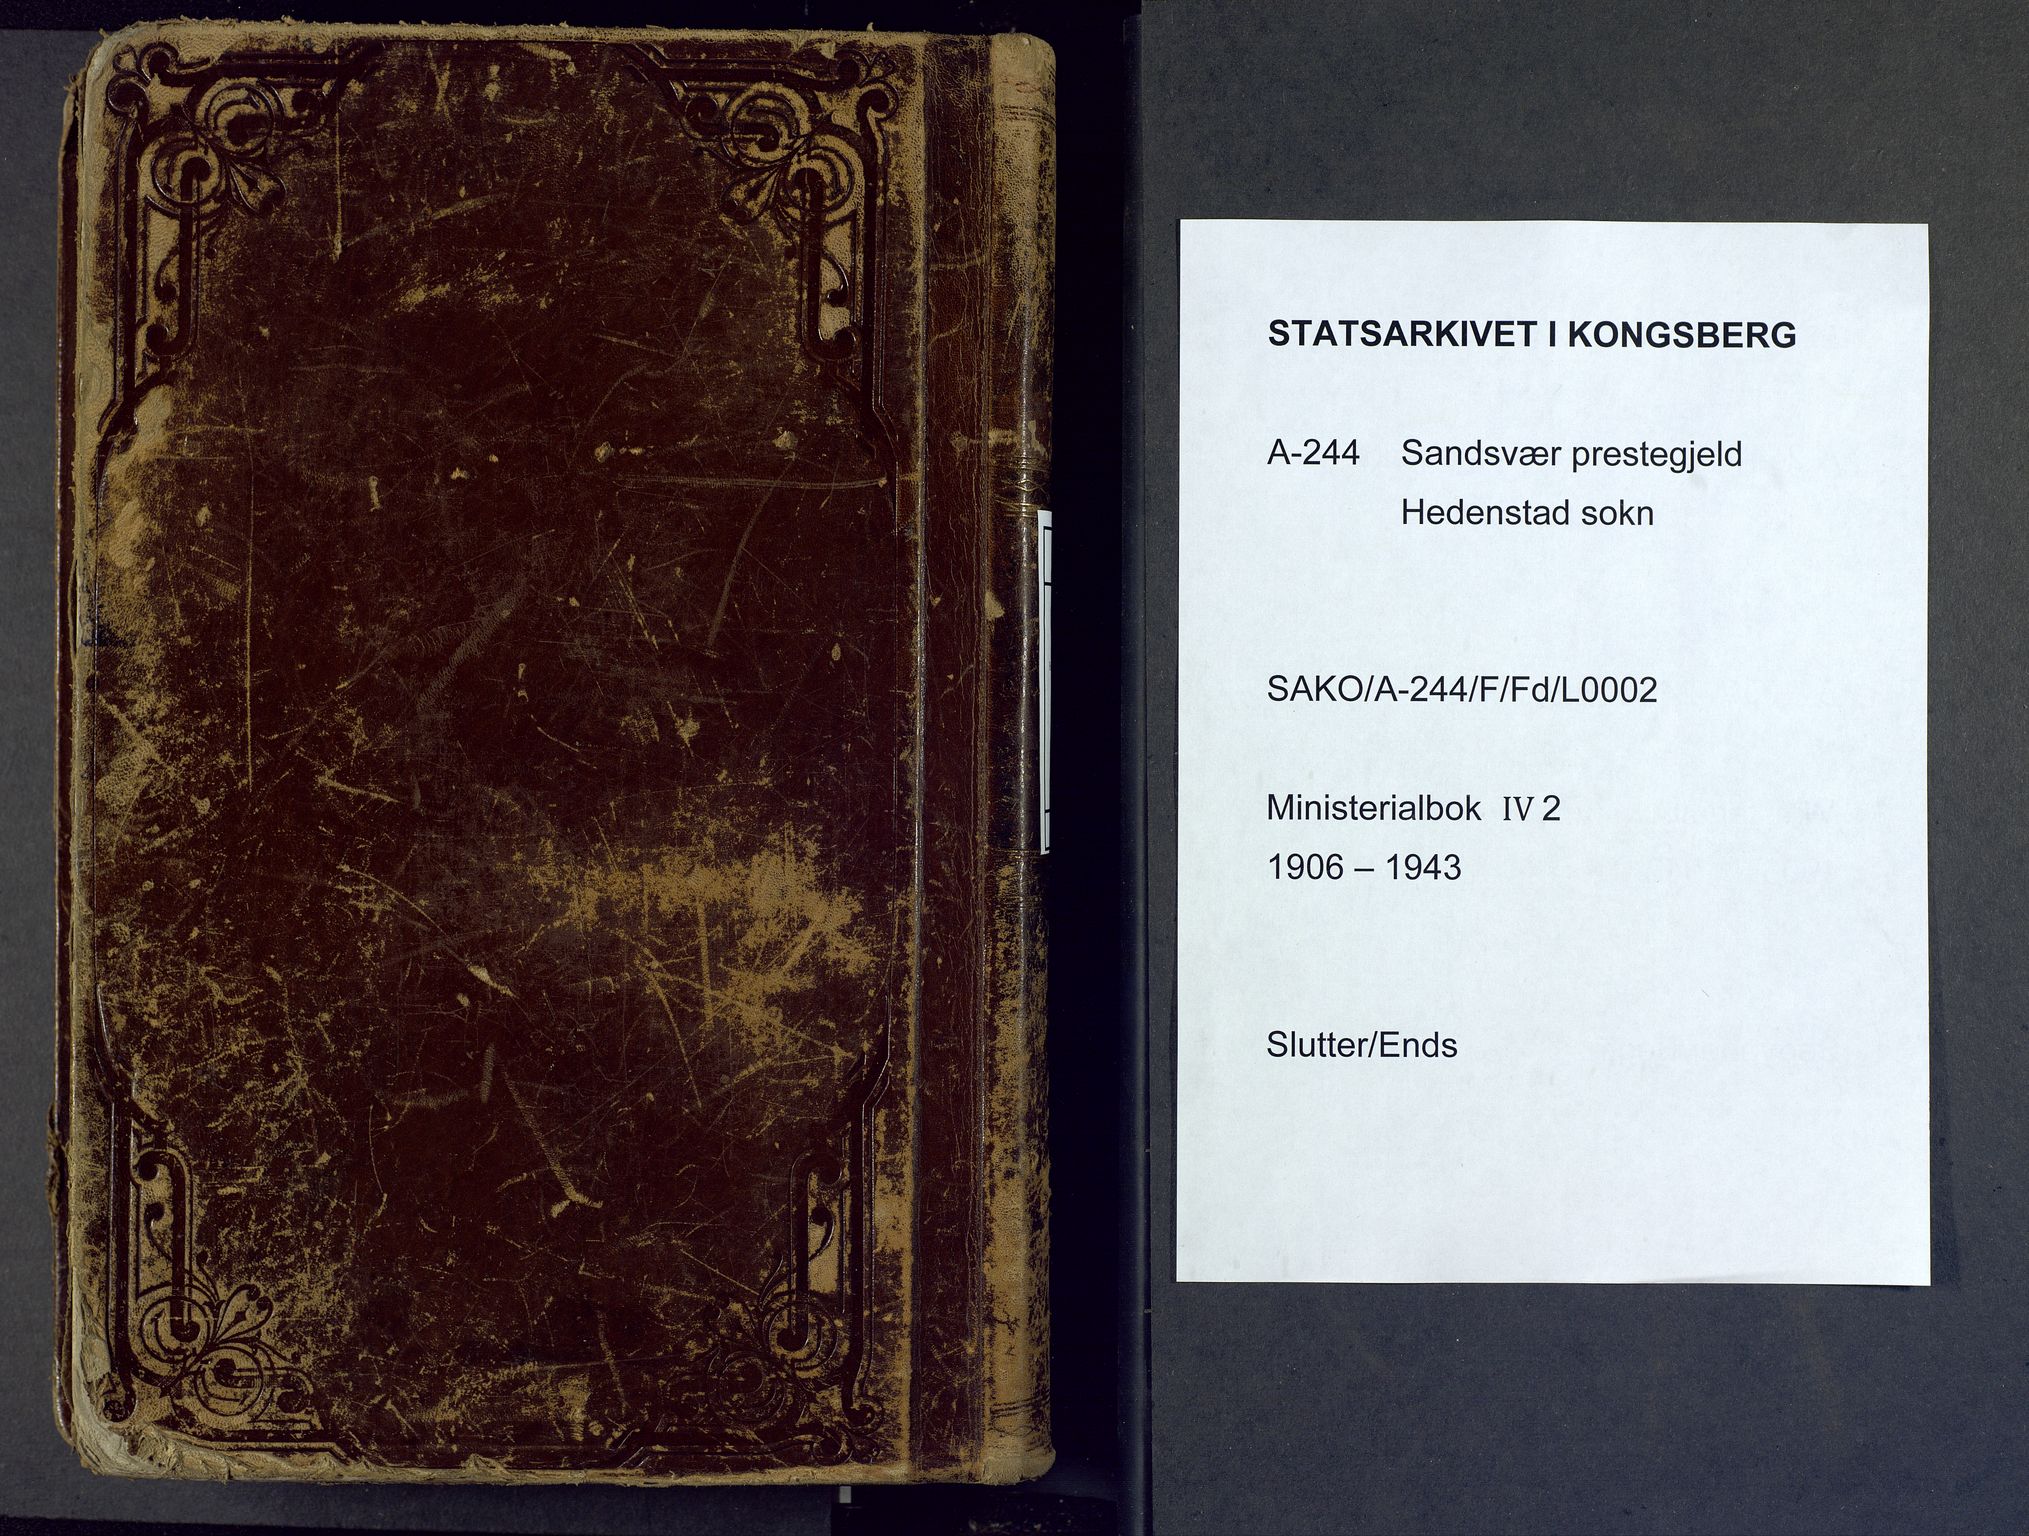 STATSARKIVET I KONGSBERG
A-244 Sandsvær prestegjeld
Hedenstad sokn
SAKO/A-244/F/Fd/L0002
Ministerialbok IV 2
1906 – 1943
Slutter/Ends